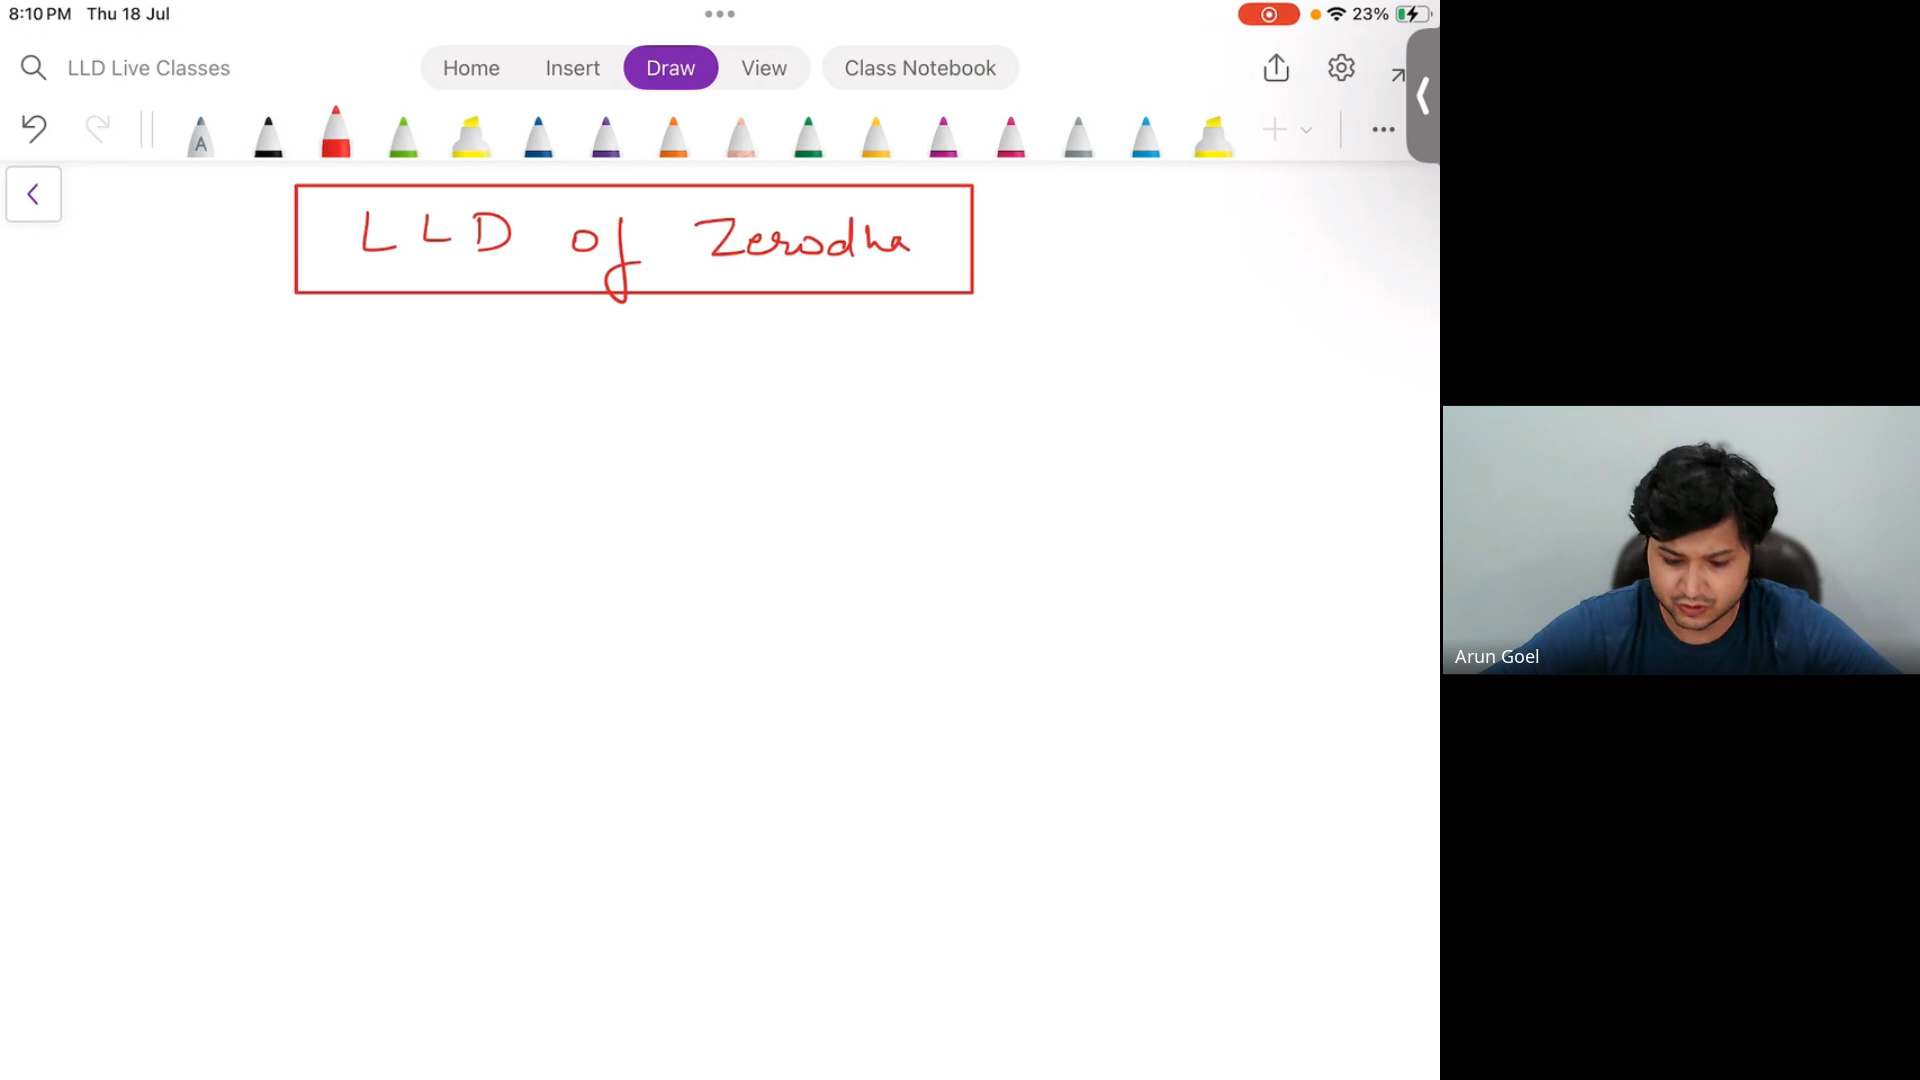 8:10 PM Thu 18 Jul
23%
LLD Live Classes
Home Insert Draw View Class Notebook
A
LLD of Zerodha
Arun Goel